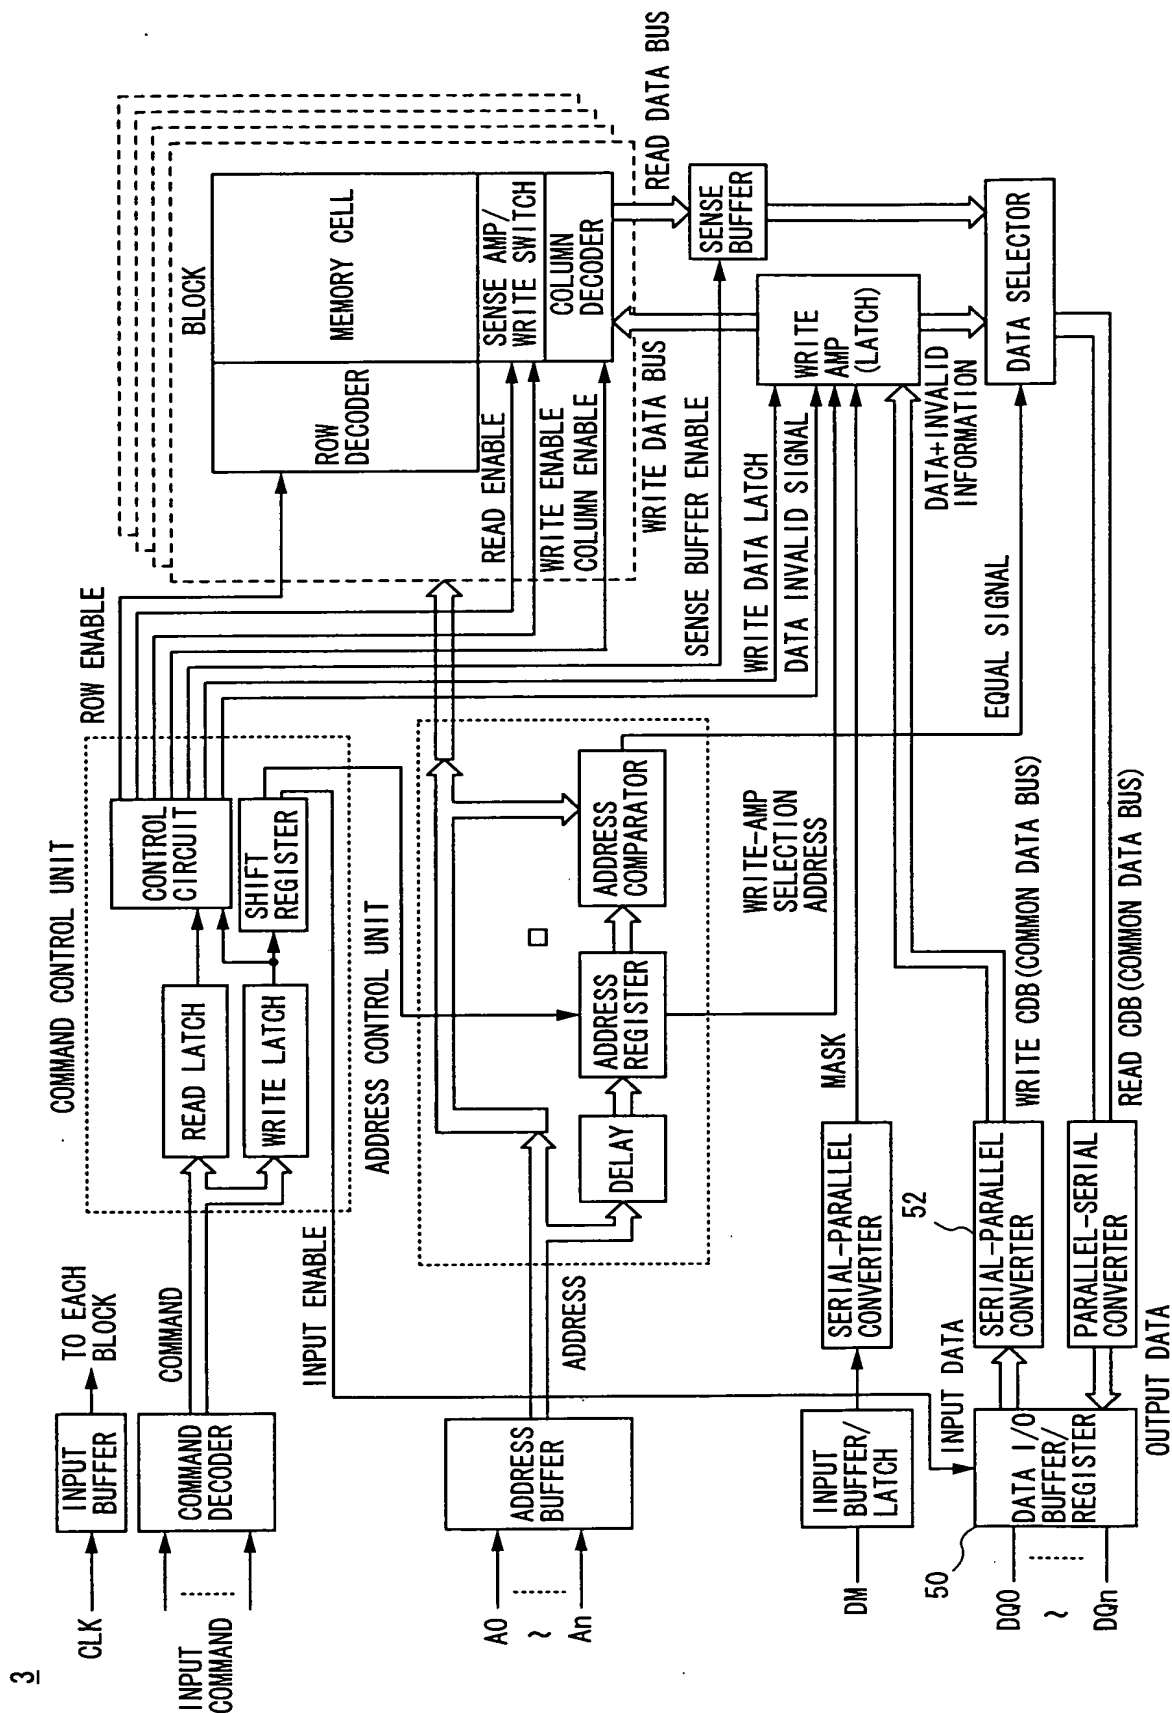 3
CLK
INPUT
BUFFER
TO EACH
BLOCK
INPUT
COMMAND
COMMAND
DECODER
COMMAND
INPUT ENABLE
COMMAND CONTROL UNIT
READ LATCH
WRITE LATCH
CONTROL
CIRCUIT
SHIFT
REGISTER
ROW ENABLE
BLOCK
ROW
DECODER
MEMORY CELL
SENSE AMP/
WRITE SWITCH
COLUMN
DECODER
READ ENABLE
WRITE ENABLE
COLUMN ENABLE
WRITE DATA BUS
READ DATA BUS
SENSE BUFFER ENABLE
SENSE
BUFFER
A0
~
An
ADDRESS
BUFFER
ADDRESS
ADDRESS CONTROL UNIT
DELAY
ADDRESS
REGISTER
ADDRESS
COMPARATOR
WRITE DATA LATCH
DATA INVALID SIGNAL
WRITE
AMP
(LATCH)
WRITE-AMP
SELECTION
ADDRESS
DATA+INVALID
INFORMATION
EQUAL SIGNAL
DATA SELECTOR
DM
INPUT
BUFFER/
LATCH
SERIAL-PARALLEL
CONVERTER
MASK
50
DQ0
~
DQn
DATA I/O
BUFFER/
REGISTER
INPUT DATA
52
SERIAL-PARALLEL
CONVERTER
WRITE CDB(COMMON DATA BUS)
PARALLEL-SERIAL
CONVERTER
READ CDB(COMMON DATA BUS)
OUTPUT DATA